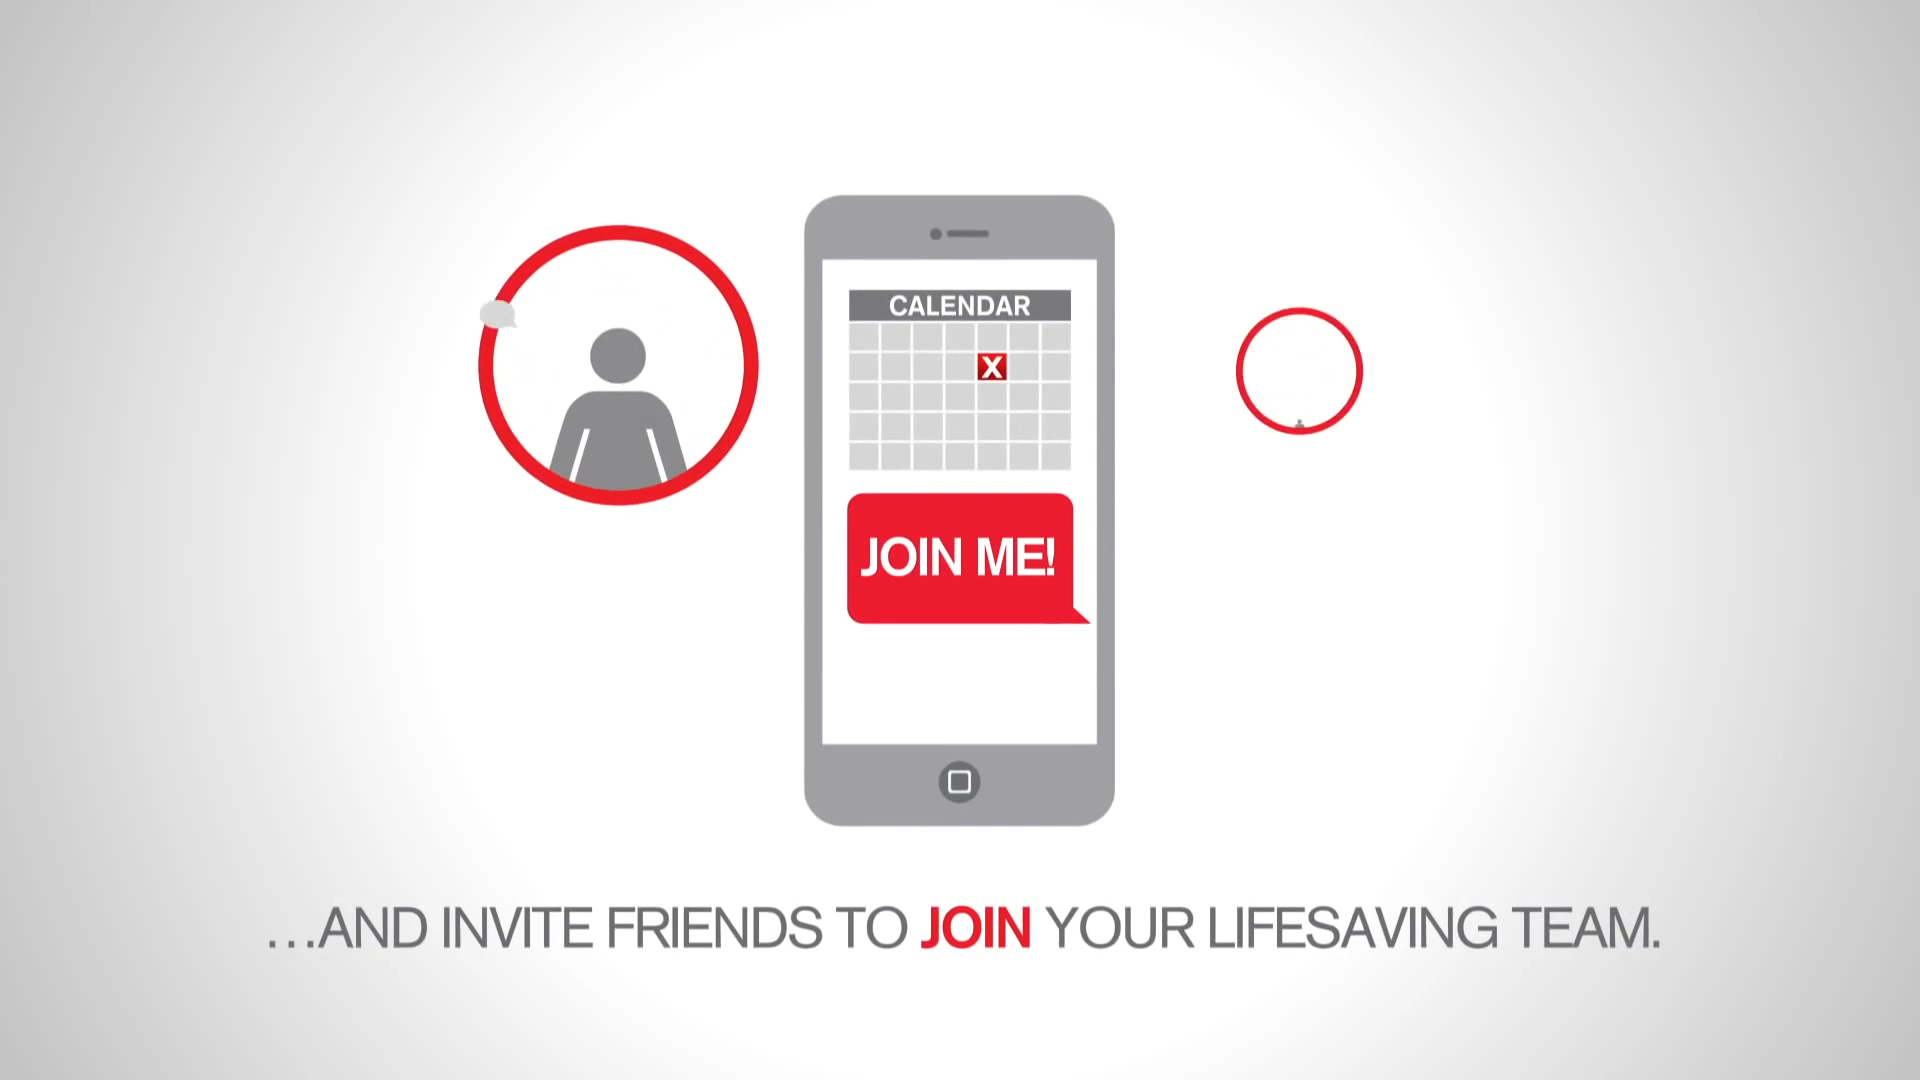 CALENDAR
X
JOIN ME!
...AND INVITE FRIENDS TO JOIN YOUR LIFESAVING TEAM.